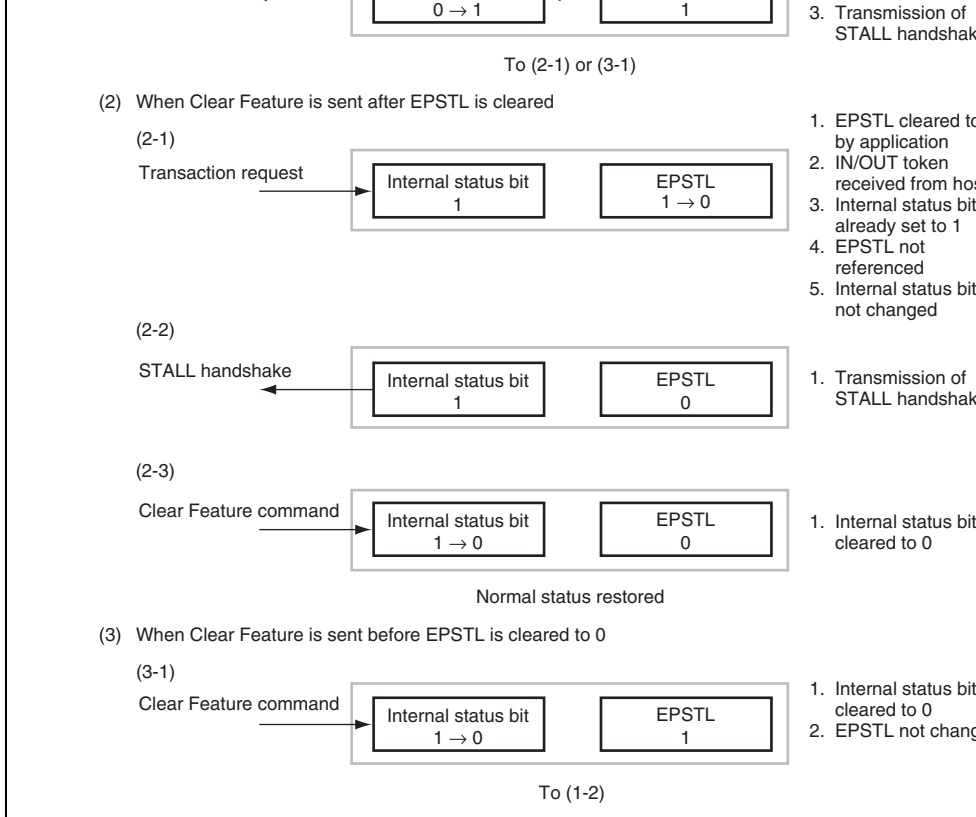 0 → 1
1
3. Transmission of
STALL
To (2-1) or (3-1)
(2) When Clear Feature is sent after EPSTL is cleared
(2-1)
Transaction request
Internal status bit
1
EPSTL
1 → 0
1. EPSTL cleared
by application
2. IN/OUT token
received from
3. Internal status bit
already set to 1
4. EPSTL not
referenced
5. Internal status bit
not changed
(2-2)
STALL handshake
Internal status bit
1
EPSTL
0
1. Transmission of
STALL
(2-3)
Clear Feature command
Internal status bit
1 → 0
EPSTL
0
1. Internal status bit
cleared to 0
Normal status restored
(3) When Clear Feature is sent before EPSTL is cleared to 0
(3-1)
Clear Feature command
Internal status bit
1 → 0
EPSTL
1
1. Internal status bit
cleared to 0
2. EPSTL not
To (1-2)